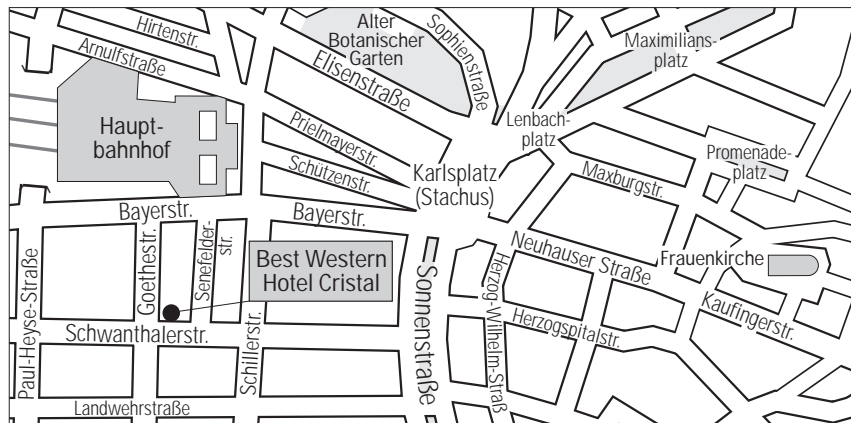 Hirtenstr.
Arnulfstraße
Alter
Botanischer
Garten
Sophienstraße
Maximilians-
platz
Elisenstraße
Haupt-
bahnhof
Prielmayerstr.
Schützenstr.
Lenbach-
platz
Karlsplatz
(Stachus)
Maxburgstr.
Promenade-
platz
Bayerstr.
Bayerstr.
Paul-Heyse-Straße
Goethestr.
Senefelder-
str.
Best Western
Hotel Cristal
Schillerstr.
Sonnenstraße
Herzog-Wilhelm-Straß
Neuhauser Straße
Frauenkirche
Kaufingerstr.
Herzogspitalstr.
Schwanthalerstr.
Landwehrstraße